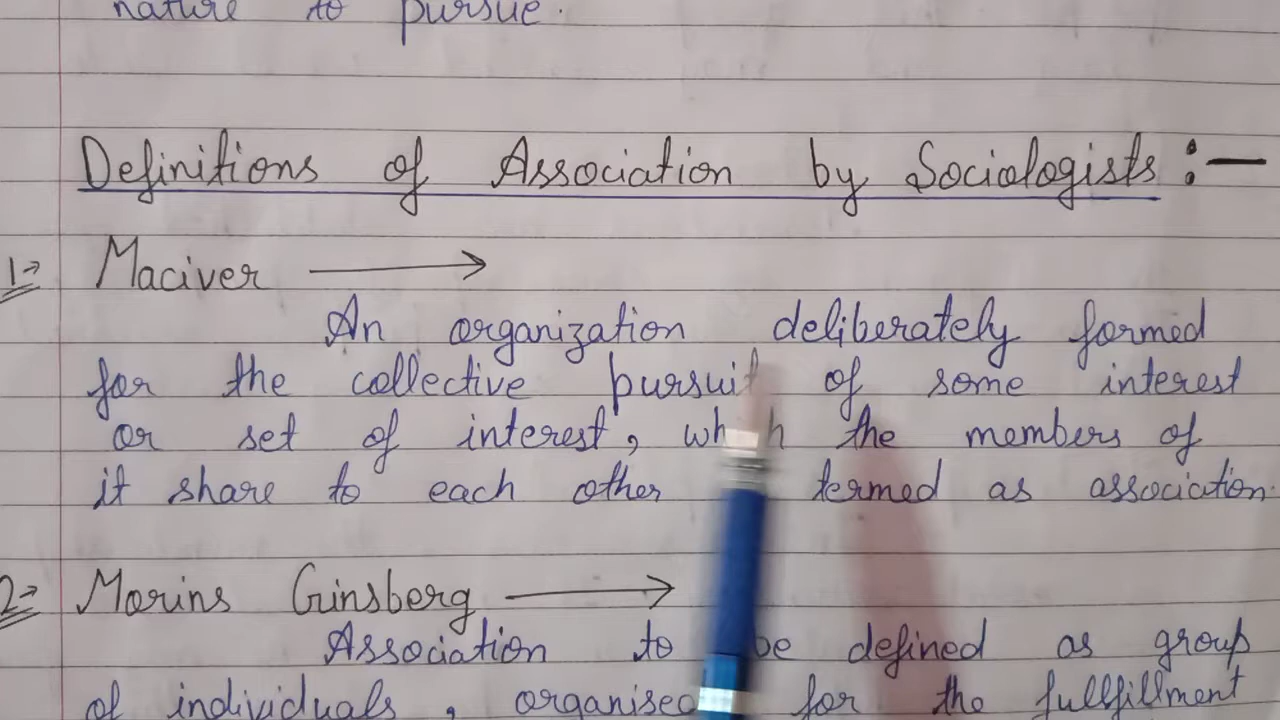 nature to pursue.
Definitions of Association by Sociologists :-
1→ Maciver →
An organization deliberately formed
for the collective pursuit of some interest
or set of interest, the members of
it share to each other termed as association.
2→ Morins Ginsberg →
Association to be defined as group
of individuals, organised for the fullfillment